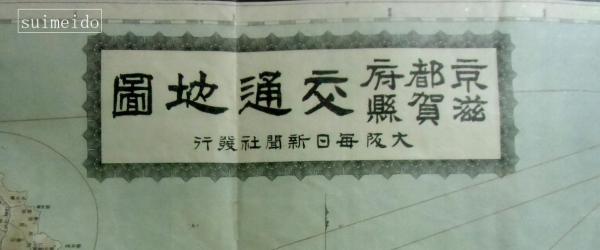 suimeido
京都府
滋賀縣
交通地圖
大阪每日新聞社發行